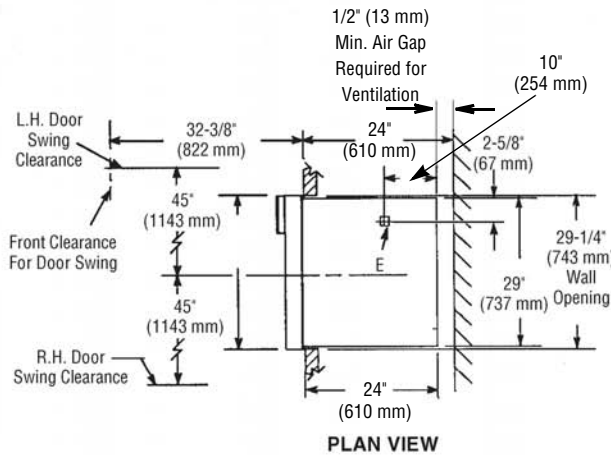 1/2" (13 mm)
Min. Air Gap
Required for
Ventilation
10"
(254 mm)
L.H. Door
Swing
Clearance
32-3/8"
(822 mm)
24"
(610 mm)
2-5/8"
(67 mm)
45"
(1143 mm)
Front Clearance
For Door Swing
E
29-1/4"
(743 mm)
Wall
Opening
29"
(737 mm)
45"
(1143 mm)
R.H. Door
Swing Clearance
24"
(610 mm)
PLAN VIEW